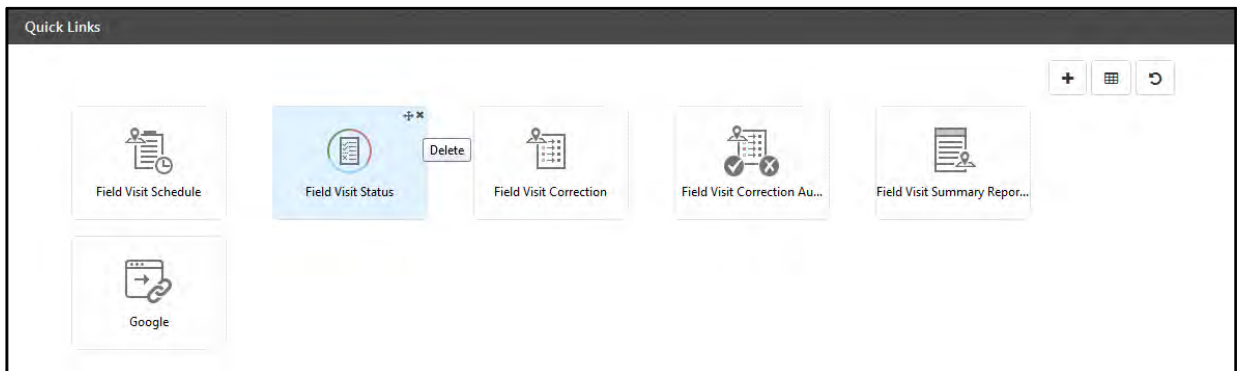 Quick Links
Delete
Field Visit Schedule
Field Visit Status
Field Visit Correction
Field Visit Correction Au...
Field Visit Summary Repor...
Google